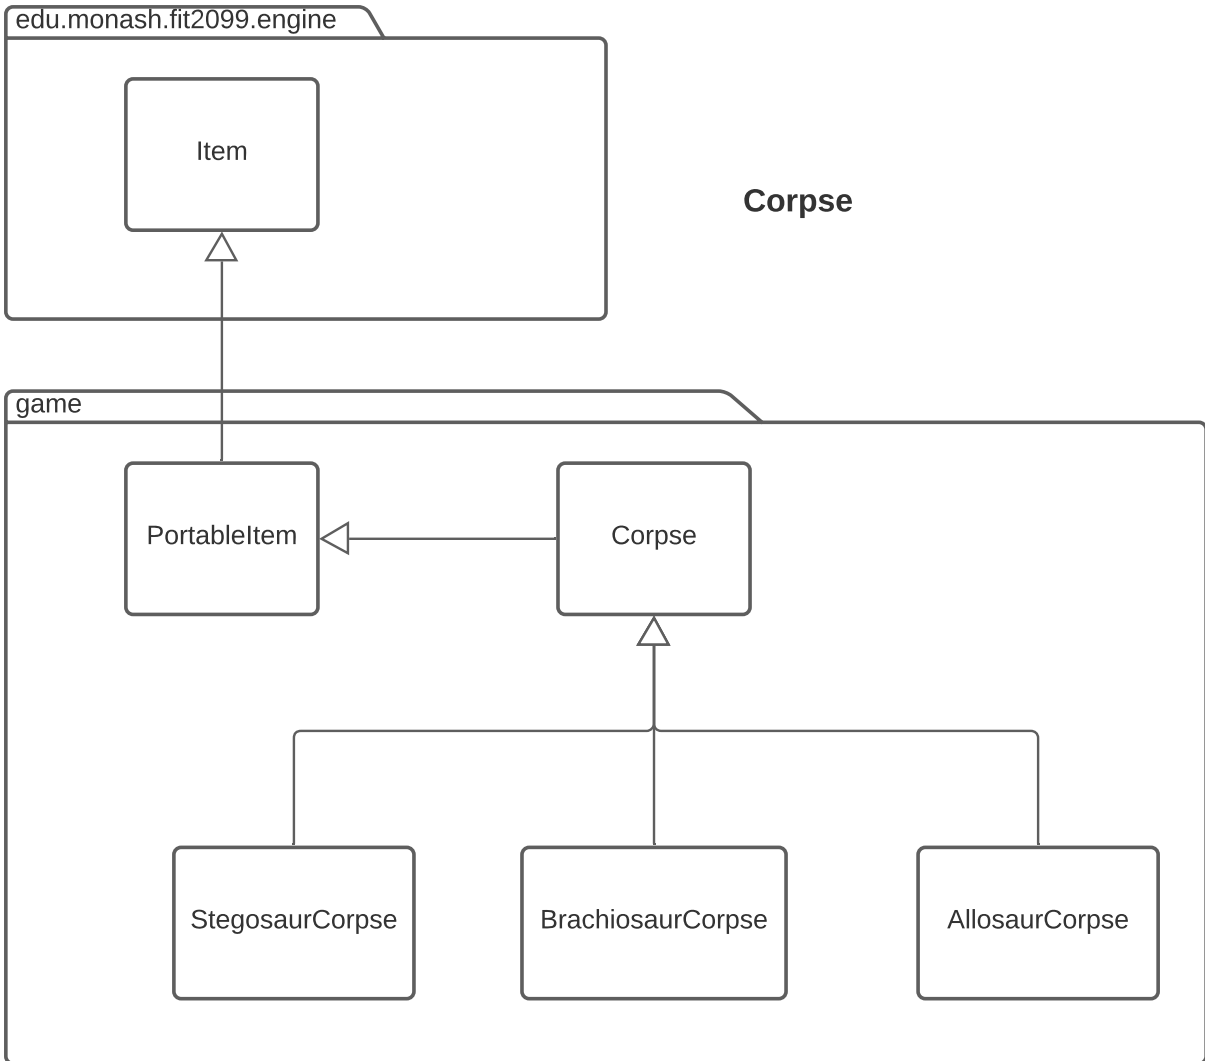 edu.monash.fit2099.engine
Item
Corpse
game
PortableItem
Corpse
StegosaurCorpse
BrachiosaurCorpse
AllosaurCorpse